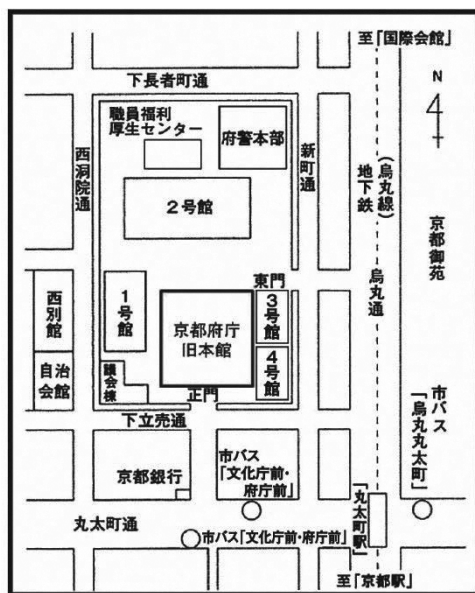 至「国際会館」
下長者町通
N
職員福利
厚生センター
府警本部
西洞院通
新町通
地下鉄
(烏丸線)
烏丸通
京都御苑
2号館
東門
西別館
1号館
京都府庁
旧本館
3号館
自治
会館
議会棟
4号館
正門
下立売通
市バス
「烏丸丸太町」
京都銀行
市バス
「文化庁前・
府庁前」
丸太町通
「丸太町駅」
市バス「文化庁前・府庁前」
至「京都駅」